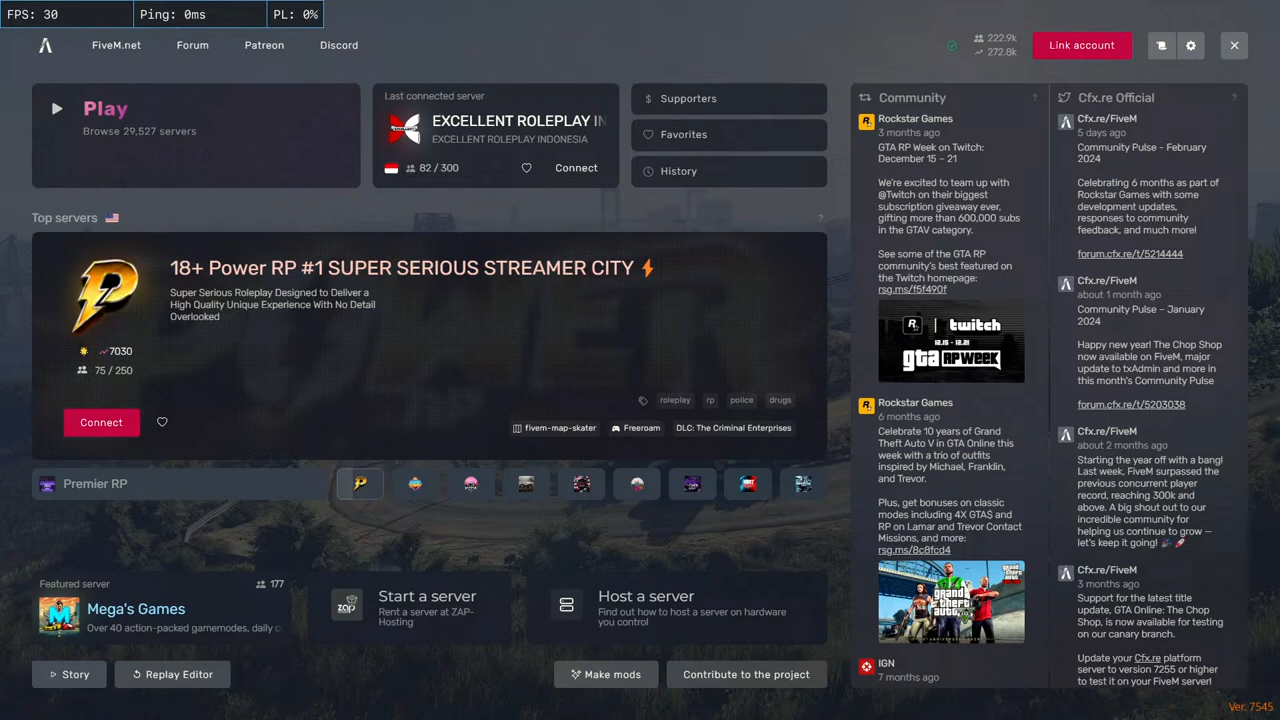 FPS: 30
Ping: 0ms
PL: 0%
FiveM.net
Forum
Patreon
Discord
222.9k
272.8k
Link account
Play
Browse 29,527 servers
Last connected server
EXCELLENT ROLEPLAY IN
EXCELLENT ROLEPLAY INDONESIA
82 / 300
Connect
Supporters
Favorites
History
Top servers
?
18+ Power RP #1 SUPER SERIOUS STREAMER CITY
Super Serious Roleplay Designed to Deliver a
High Quality Unique Experience With No Detail
Overlooked
7030
75 / 250
roleplay
rp
police
drugs
Connect
fivem-map-skater
Freeroam
DLC: The Criminal Enterprises
Premier RP
Featured server
177
Mega's Games
Over 40 action-packed gamemodes, daily c
ZAP
Start a server
Rent a server at ZAP-
Hosting
Host a server
Find out how to host a server on hardware
you control
Story
Replay Editor
Make mods
Contribute to the project
Community
?
Rockstar Games
3 months ago
GTA RP Week on Twitch:
December 15 – 21
We're excited to team up with
@Twitch on their biggest
subscription giveaway ever,
gifting more than 600,000 subs
in the GTAV category.
See some of the GTA RP
community's best featured on
the Twitch homepage:
rsg.ms/f5f490f
R | twitch
12.15 - 12.21
gta RP WEEK
Rockstar Games
6 months ago
Celebrate 10 years of Grand
Theft Auto V in GTA Online this
week with a trio of outfits
inspired by Michael, Franklin,
and Trevor.
Plus, get bonuses on classic
modes including 4X GTA$ and
RP on Lamar and Trevor Contact
Missions, and more:
rsg.ms/8c8fcd4
grand
theft
auto
IGN
7 months ago
Cfx.re Official
?
Cfx.re/FiveM
5 days ago
Community Pulse - February
2024
Celebrating 6 months as part of
Rockstar Games with some
development updates,
responses to community
feedback, and much more!
forum.cfx.re/t/5214444
Cfx.re/FiveM
about 1 month ago
Community Pulse – January
2024
Happy new year! The Chop Shop
now available on FiveM, major
update to txAdmin and more in
this month's Community Pulse
forum.cfx.re/t/5203038
Cfx.re/FiveM
about 2 months ago
Starting the year off with a bang!
Last week, FiveM surpassed the
previous concurrent player
record, reaching 300k and
above. A big shout out to our
incredible community for
helping us continue to grow —
let's keep it going!
Cfx.re/FiveM
3 months ago
Support for the latest title
update, GTA Online: The Chop
Shop, is now available for testing
on our canary branch.
Update your Cfx.re platform
server to version 7255 or higher
to test it on your FiveM server!
Ver. 7545